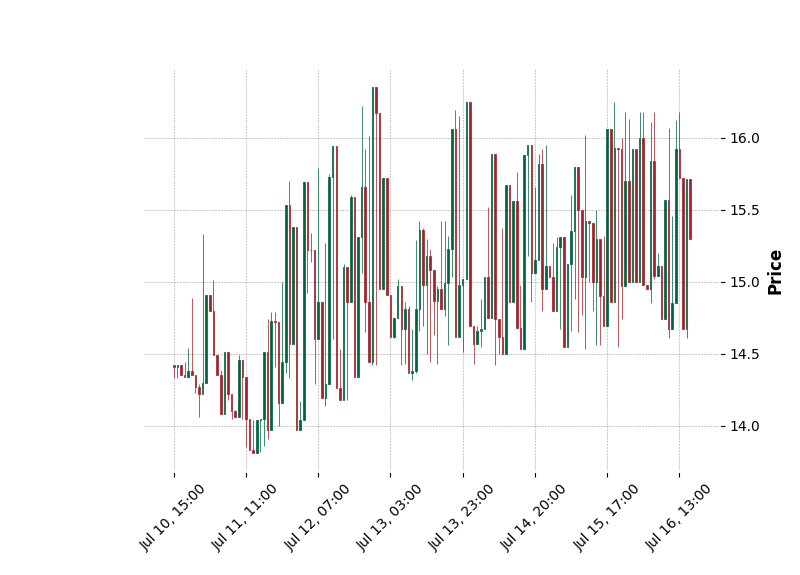 16.0
15.5
15.0
14.5
14.0
Price
Jul 10, 15:00
Jul 11, 11:00
Jul 12, 07:00
Jul 13, 03:00
Jul 13, 23:00
Jul 14, 20:00
Jul 15, 17:00
Jul 16, 13:00